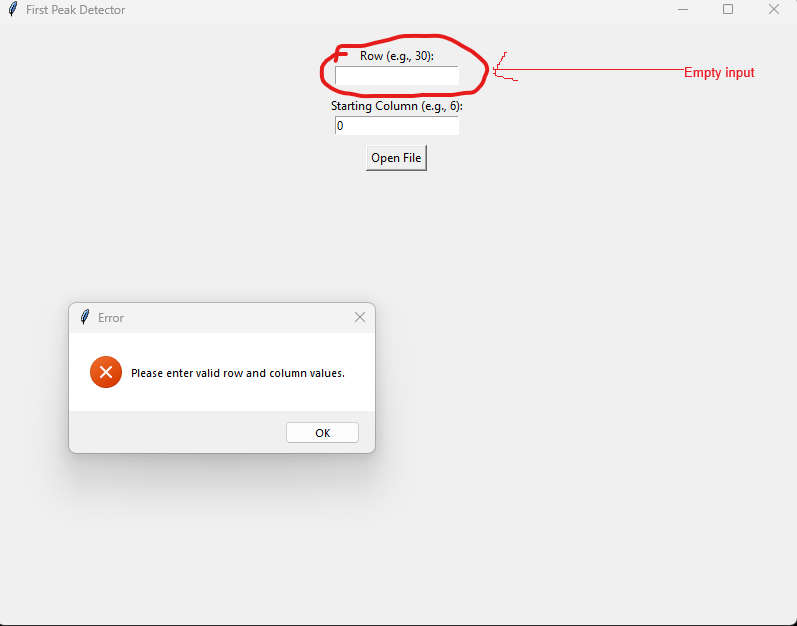 First Peak Detector
Row (e.g., 30):
Empty input
Starting Column (e.g., 6):
0
Open File
Error
Please enter valid row and column values.
OK